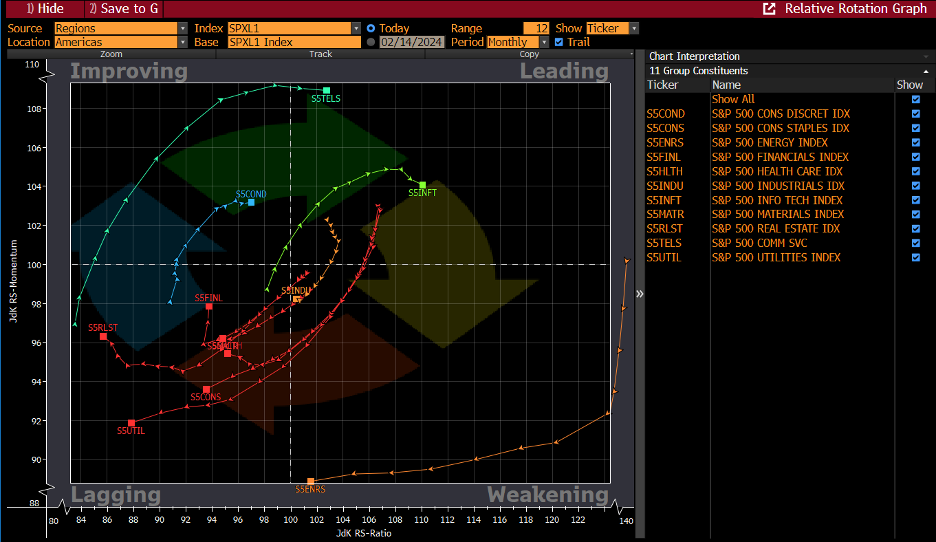 1) Hide 2) Save to G Relative Rotation Graph
Source Regions Index SPXL1 Today Range 12 Show Ticker
Location Americas Base SPXL1 Index 02/14/2024 Period Monthly Trail
Zoom Track Copy
Chart Interpretation
11 Group Constituents
Ticker Name Show
Show All
S5COND S&P 500 CONS DISCRET IDX
S5CONS S&P 500 CONS STAPLES IDX
S5ENRS S&P 500 ENERGY INDEX
S5FINL S&P 500 FINANCIALS INDEX
S5HLTH S&P 500 HEALTH CARE IDX
S5INDU S&P 500 INDUSTRIALS IDX
S5INFT S&P 500 INFO TECH INDEX
S5MATR S&P 500 MATERIALS INDEX
S5RLST S&P 500 REAL ESTATE IDX
S5TELS S&P 500 COMM SVC
S5UTIL S&P 500 UTILITIES INDEX
»
Improving Leading
S5TELS
S5COND
S5INFT
S5INDU
S5FINL
S5RLST
S5CONS
S5UTIL
S5ENRS
Lagging Weakening
110
108
106
104
102
100
98
96
94
92
90
88
JdK RS-Momentum
80 84 86 88 90 92 94 96 98 100 102 104 106 108 110 112 114 116 118 120 122 140
JdK RS-Ratio